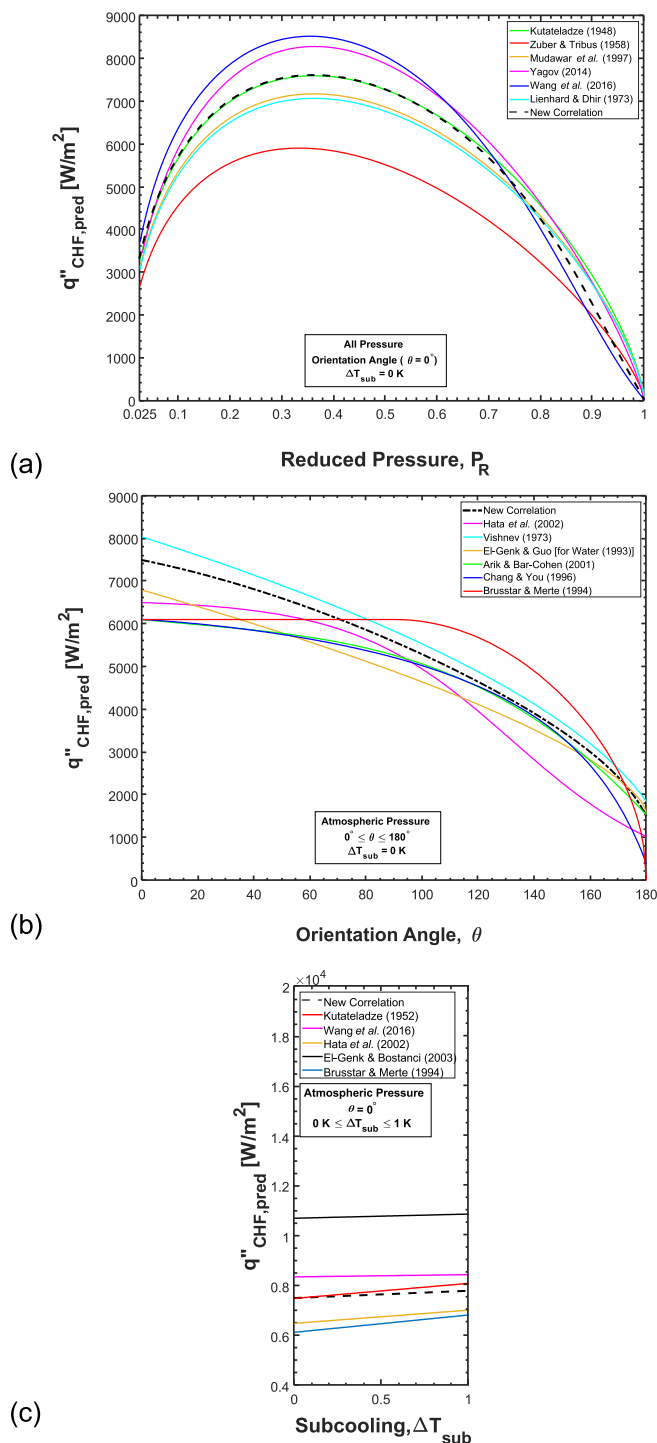 9000
8000
7000
6000
5000
4000
3000
2000
1000
0
q"CHF,pred [W/m2]
Kutateladze (1948)
Zuber & Tribus (1958)
Mudawar et al. (1997)
Yagov (2014)
Wang et al. (2016)
Lienhard & Dhir (1973)
New Correlation
All Pressure
Orientation Angle ( θ = 0°)
ΔTsub = 0 K
0.025 0.1 0.2 0.3 0.4 0.5 0.6 0.7 0.8 0.9 1
Reduced Pressure, PR
(a)
9000
8000
7000
6000
5000
4000
3000
2000
1000
0
q"CHF,pred [W/m2]
New Correlation
Hata et al. (2002)
Vishnev (1973)
El-Genk & Guo [for Water (1993)]
Arik & Bar-Cohen (2001)
Chang & You (1996)
Brusstar & Merte (1994)
Atmospheric Pressure
0° ≤ θ ≤ 180°
ΔTsub = 0 K
0 20 40 60 80 100 120 140 160 180
Orientation Angle, θ
(b)
×104
2
1.8
1.6
1.4
1.2
1
0.8
0.6
0.4
q"CHF,pred [W/m2]
New Correlation
Kutateladze (1952)
Wang et al. (2016)
Hata et al. (2002)
El-Genk & Bostanci (2003)
Brusstar & Merte (1994)
Atmospheric Pressure
θ = 0°
0 K ≤ ΔTsub ≤ 1 K
0 0.5 1
Subcooling, ΔTsub
(c)